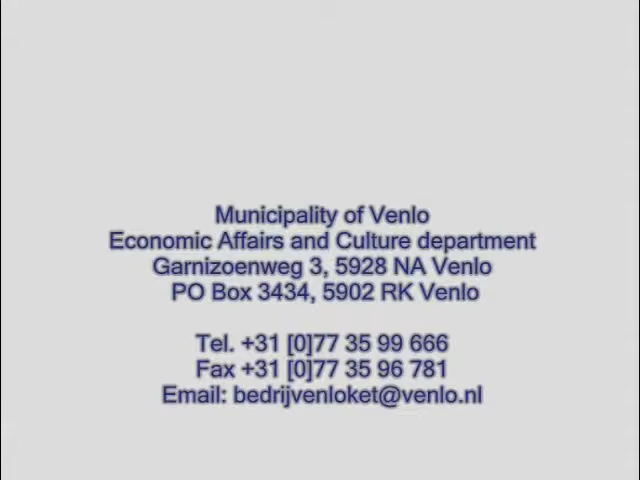 Municipality of Venlo
Economic Affairs and Culture department
Garnizoenweg 3, 5928 NA Venlo
PO Box 3434, 5902 RK Venlo
Tel. +31 [0]77 35 99 666
Fax +31 [0]77 35 96 781
Email: bedrijvenloket@venlo.nl